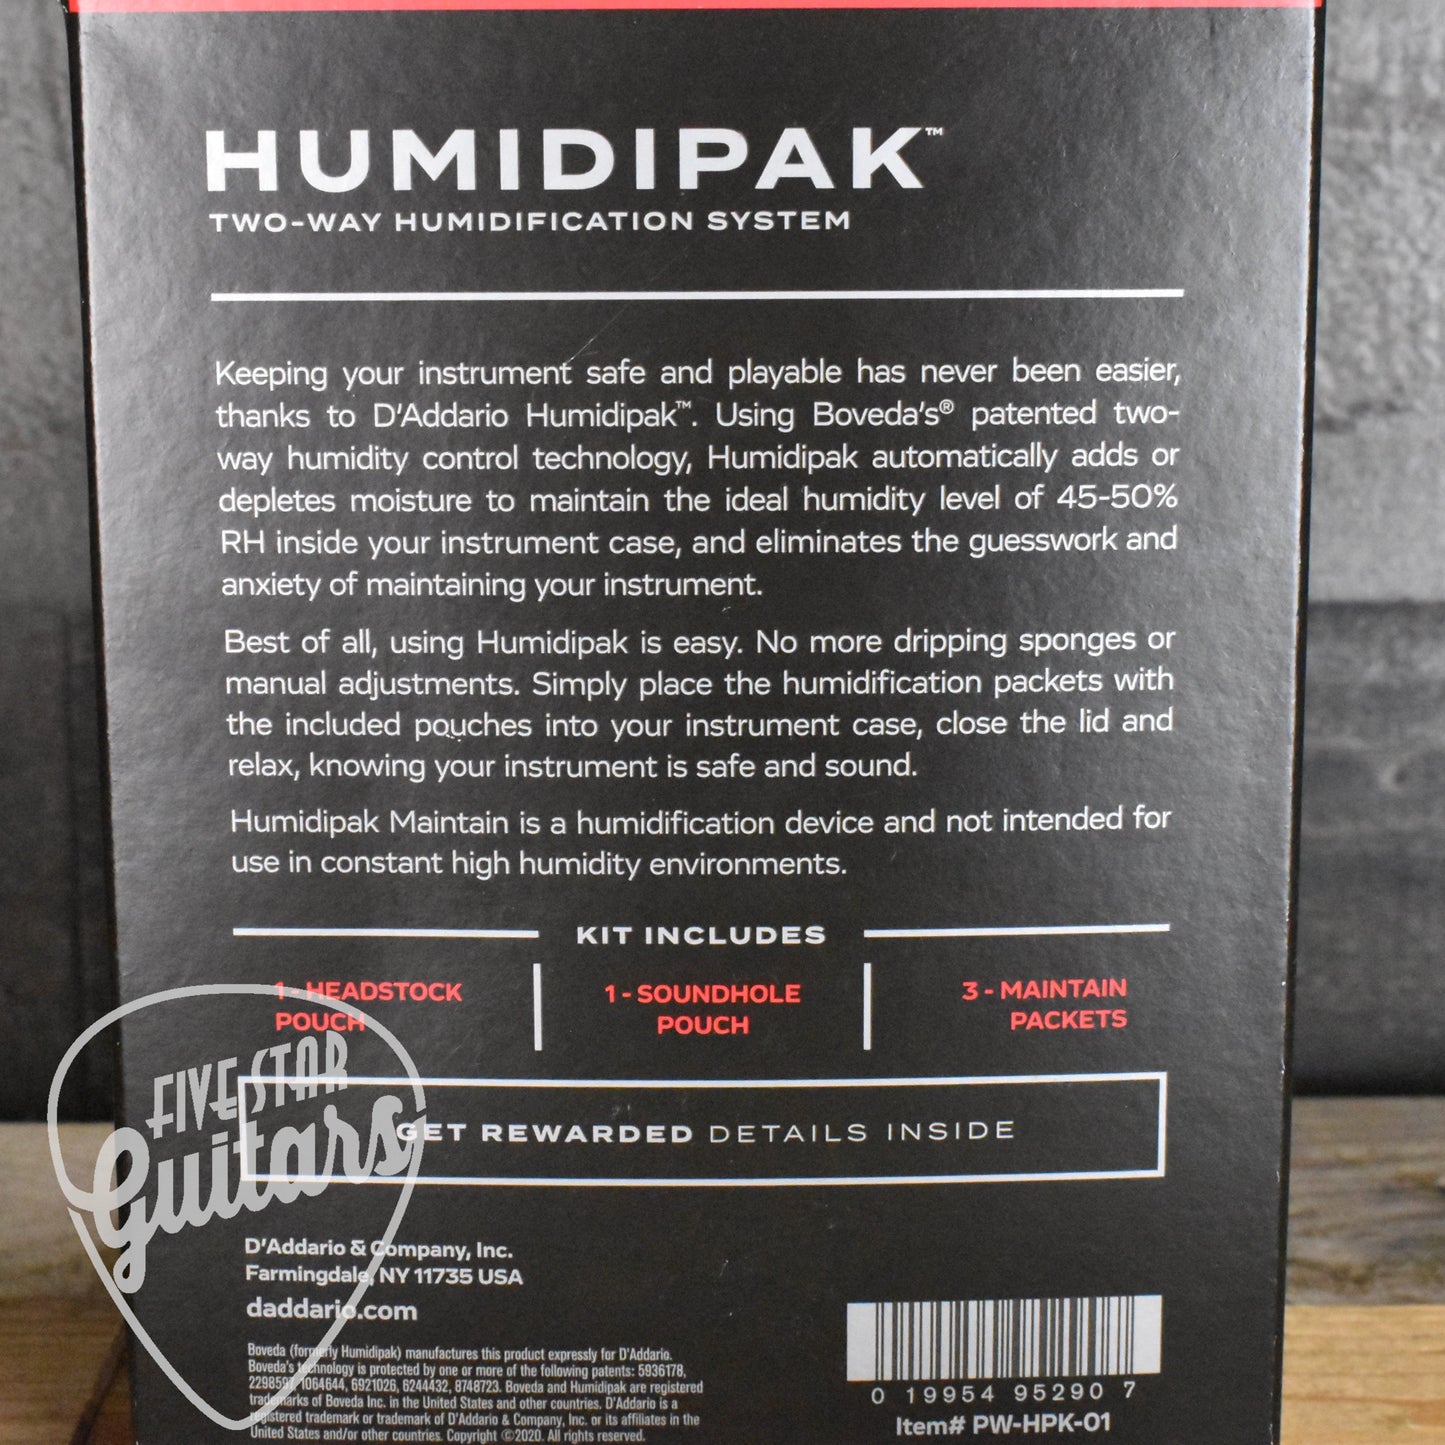 HUMIDIPAK™
TWO-WAY HUMIDIFICATION SYSTEM
Keeping your instrument safe and playable has never been easier,
thanks to D'Addario Humidipak™. Using Boveda's® patented two-
way humidity control technology, Humidipak automatically adds or
depletes moisture to maintain the ideal humidity level of 45-50%
RH inside your instrument case, and eliminates the guesswork and
anxiety of maintaining your instrument.
Best of all, using Humidipak is easy. No more dripping sponges or
manual adjustments. Simply place the humidification packets with
the included pouches into your instrument case, close the lid and
relax, knowing your instrument is safe and sound.
Humidipak Maintain is a humidification device and not intended for
use in constant high humidity environments.
KIT INCLUDES
1 - HEADSTOCK
POUCH
1 - SOUNDHOLE
POUCH
3 - MAINTAIN
PACKETS
FIVE STAR
Guitars
GET REWARDED DETAILS INSIDE
D'Addario & Company, Inc.
Farmingdale, NY 11735 USA
daddario.com
Boveda (formerly Humidipak) manufactures this product expressly for D'Addario.
Boveda's technology is protected by one or more of the following patents: 5936178,
2298597, 1064644, 6921026, 6244432, 8748723. Boveda and Humidipak are registered
trademarks of Boveda Inc. in the United States and other countries. D'Addario is a
registered trademark or trademark of D'Addario & Company, Inc. or its affiliates in the
United States and/or other countries. Copyright ©2020. All rights reserved.
0 19954 95290 7
Item# PW-HPK-01